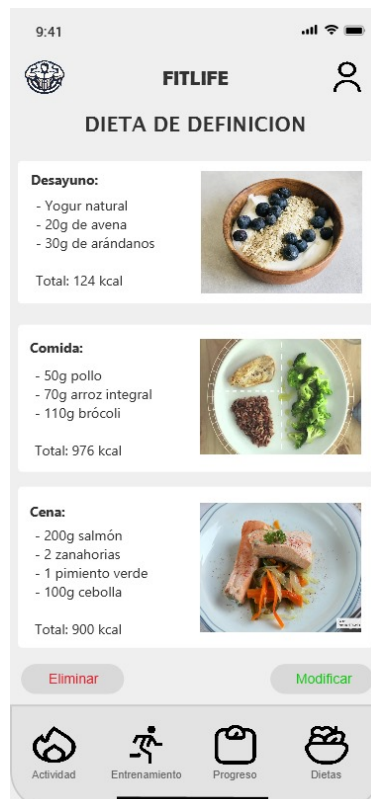 9:41
FITLIFE
DIETA DE DEFINICION
Desayuno:
- Yogur natural
- 20g de avena
- 30g de arándanos
Total: 124 kcal
Comida:
- 50g pollo
- 70g arroz integral
- 110g brócoli
Total: 976 kcal
Cena:
- 200g salmón
- 2 zanahorias
- 1 pimiento verde
- 100g cebolla
Total: 900 kcal
Eliminar
Modificar
Actividad
Entrenamiento
Progreso
Dietas